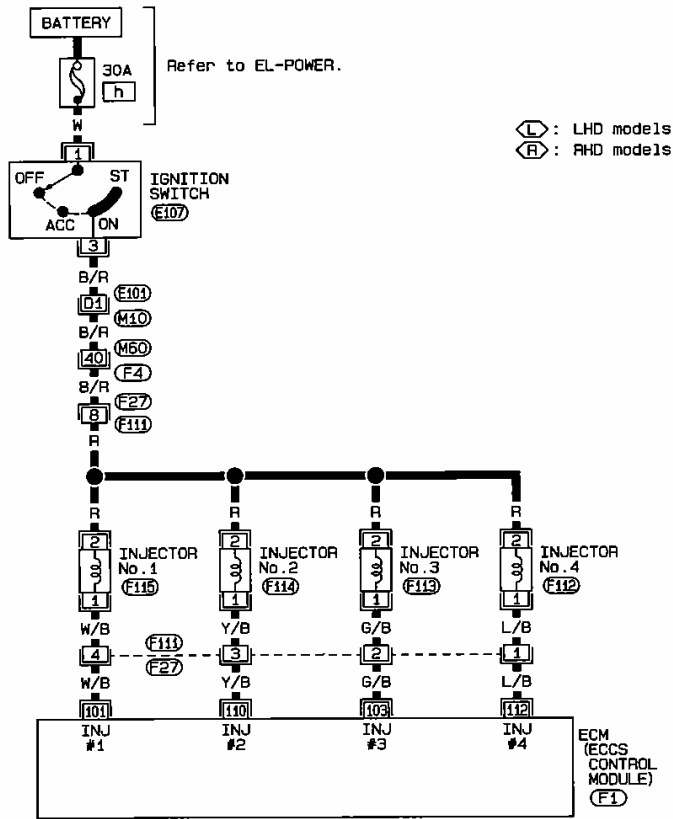 BATTERY
30A
h
Refer to EL-POWER.
W
1
OFF
ST
ACC
ON
IGNITION
SWITCH
E107
L : LHD models
R : RHD models
3
B/R
D1
E101
M10
B/R
40
M60
F4
B/R
8
F27
F111
R
R
R
R
R
2
2
2
2
INJECTOR
No.1
F115
INJECTOR
No.2
F114
INJECTOR
No.3
F113
INJECTOR
No.4
F112
1
1
1
1
W/B
Y/B
G/B
L/B
F111
4
3
2
1
F27
W/B
Y/B
G/B
L/B
101
110
103
112
INJ
#1
INJ
#2
INJ
#3
INJ
#4
ECM
(ECCS
CONTROL
MODULE)
F1